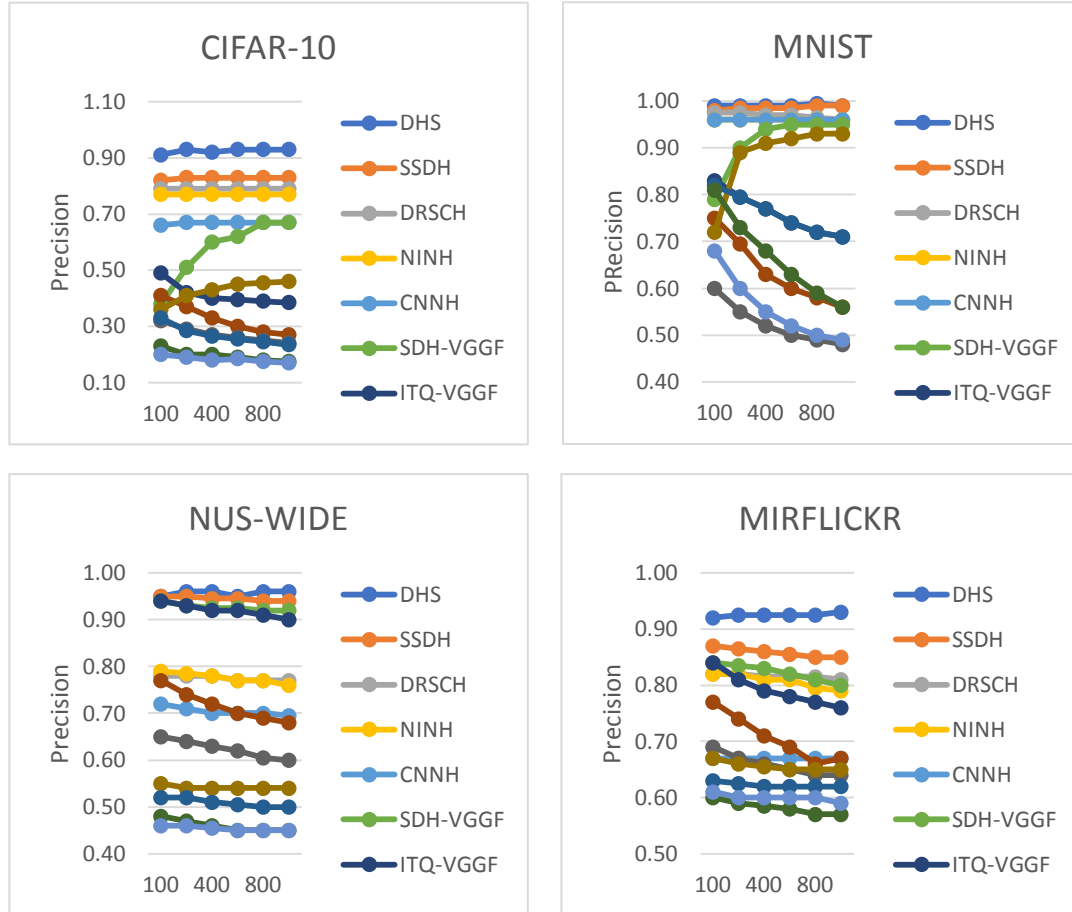 CIFAR-10
1.10
0.90
0.70
0.50
0.30
0.10
Precision
100 400 800
DHS
SSDH
DRSCH
NINH
CNNH
SDH-VGGF
ITQ-VGGF
MNIST
1.00
0.90
0.80
0.70
0.60
0.50
0.40
PRecision
100 400 800
DHS
SSDH
DRSCH
NINH
CNNH
SDH-VGGF
ITQ-VGGF
NUS-WIDE
1.00
0.90
0.80
0.70
0.60
0.50
0.40
Precision
100 400 800
DHS
SSDH
DRSCH
NINH
CNNH
SDH-VGGF
ITQ-VGGF
MIRFLICKR
1.00
0.90
0.80
0.70
0.60
0.50
Precision
100 400 800
DHS
SSDH
DRSCH
NINH
CNNH
SDH-VGGF
ITQ-VGGF